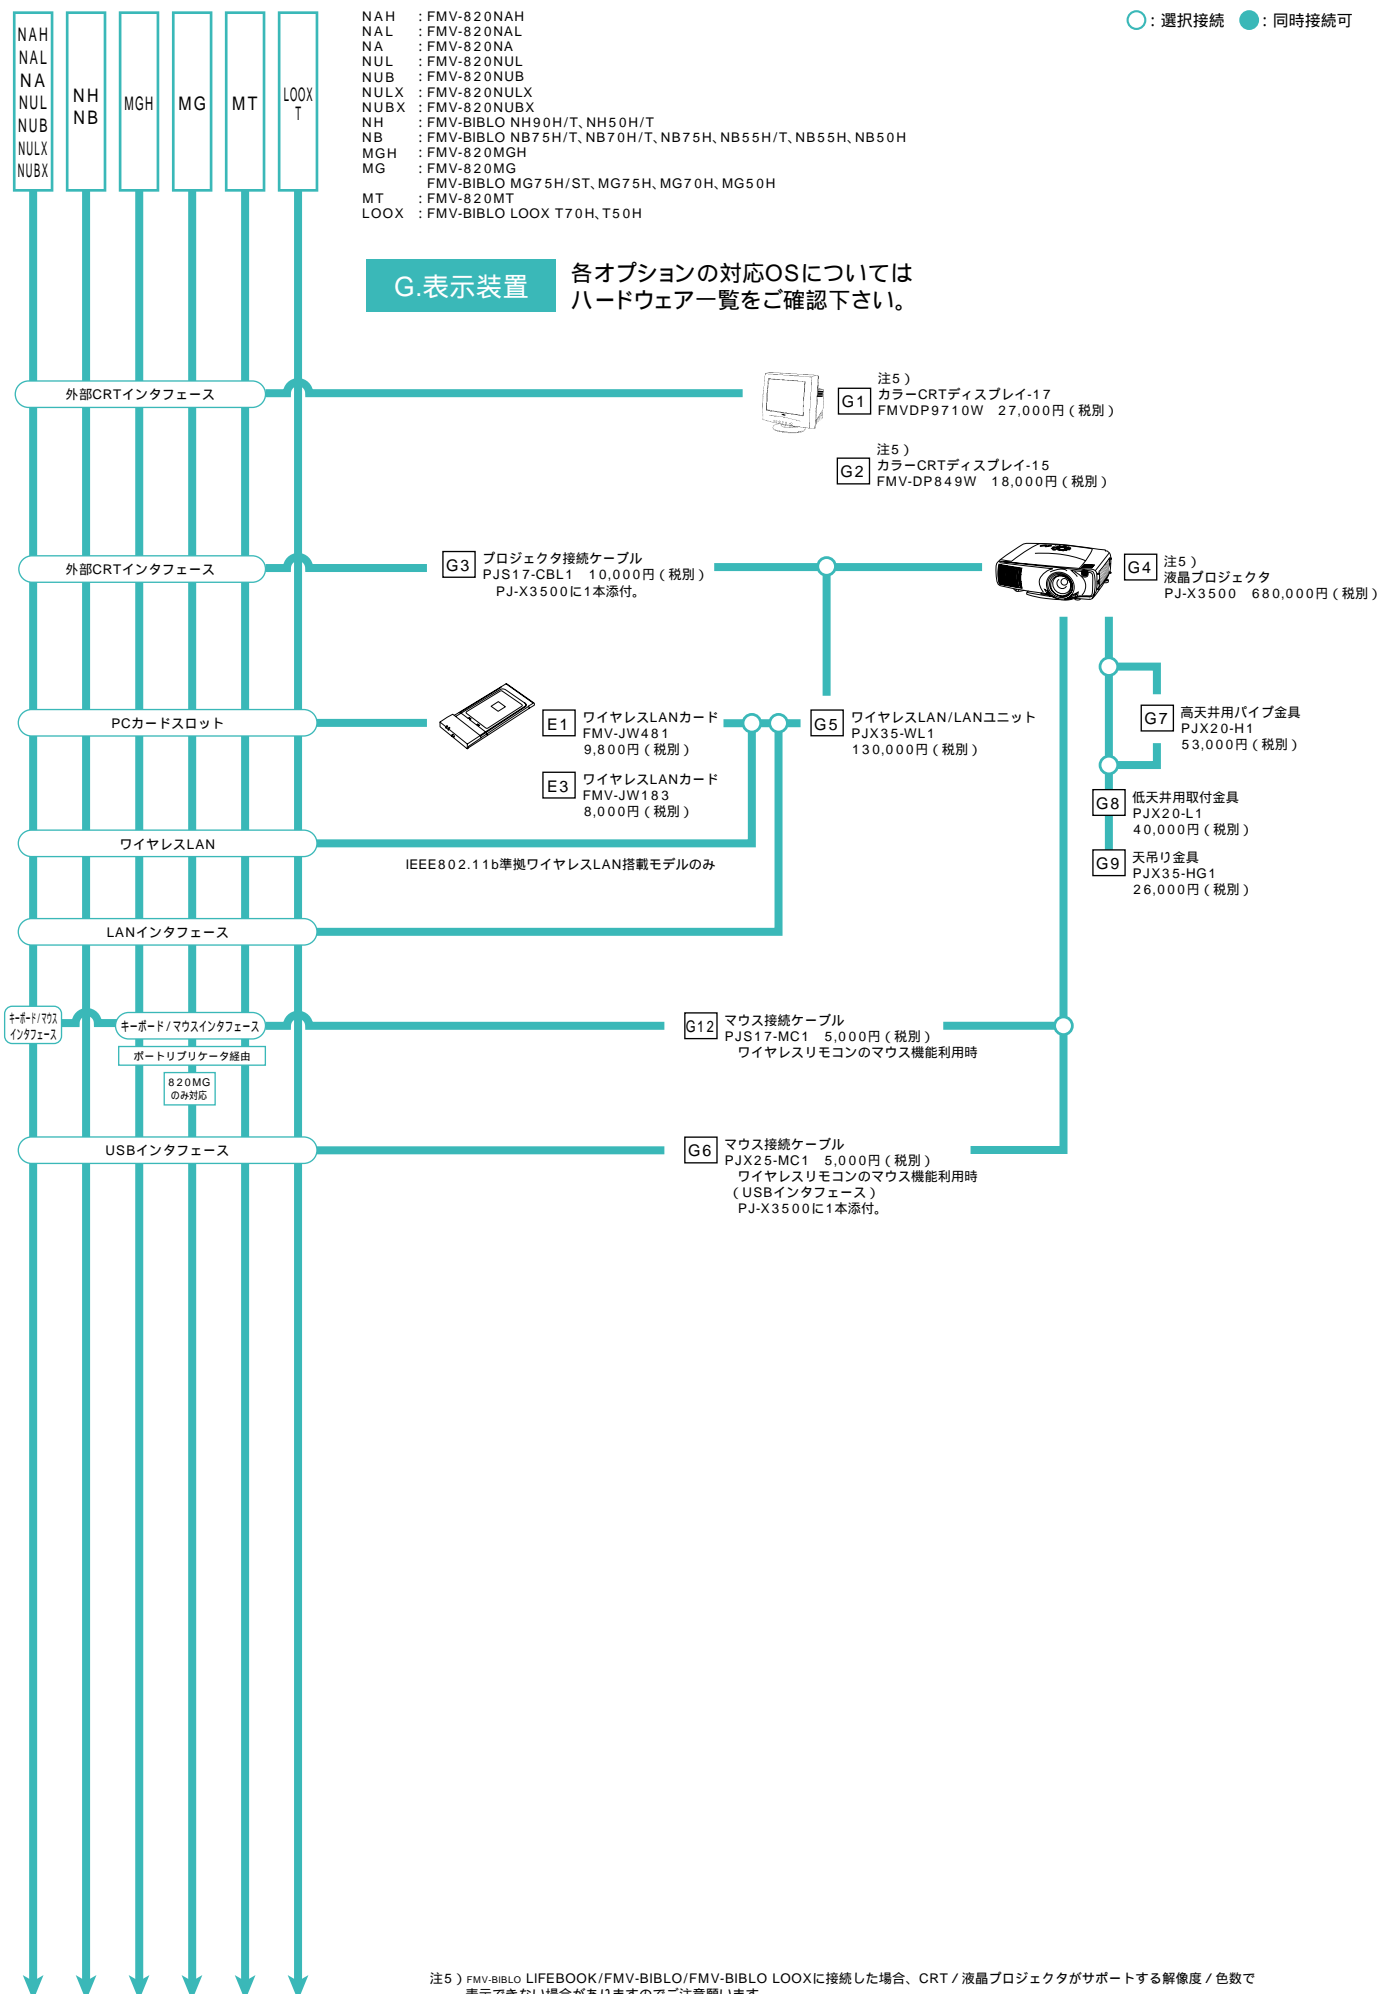 NAH
NAL
NA
NUL
NUB
NULX
NUBX
NH
NB
MGH
MG
MT
LOOX
T
NAH : FMV-820NAH
NAL : FMV-820NAL
NA : FMV-820NA
NUL : FMV-820NUL
NUB : FMV-820NUB
NULX : FMV-820NULX
NUBX : FMV-820NUBX
NH : FMV-BIBLO NH90H/T、NH50H/T
NB : FMV-BIBLO NB75H/T、NB70H/T、NB75H、NB55H/T、NB55H、NB50H
MGH : FMV-820MGH
MG : FMV-820MG
FMV-BIBLO MG75H/ST、MG75H、MG70H、MG50H
MT : FMV-820MT
LOOX : FMV-BIBLO LOOX T70H、T50H
○ : 選択接続 ● : 同時接続可
G.表示装置
各オプションの対応OSについては
ハードウェア一覧をご確認下さい。
外部CRTインタフェース
G1
注5）
カラーCRTディスプレイ-17
FMVDP9710W 27,000円（税別）
G2
注5）
カラーCRTディスプレイ-15
FMV-DP849W 18,000円（税別）
外部CRTインタフェース
G3
プロジェクタ接続ケーブル
PJS17-CBL1 10,000円（税別）
PJ-X3500に1本添付。
G4
注5）
液晶プロジェクタ
PJ-X3500 680,000円（税別）
PCカードスロット
E1
ワイヤレスLANカード
FMV-JW481
9,800円（税別）
E3
ワイヤレスLANカード
FMV-JW183
8,000円（税別）
G5
ワイヤレスLAN/LANユニット
PJX35-WL1
130,000円（税別）
G7
高天井用パイプ金具
PJX20-H1
53,000円（税別）
G8
低天井用取付金具
PJX20-L1
40,000円（税別）
G9
天吊り金具
PJX35-HG1
26,000円（税別）
ワイヤレスLAN
IEEE802.11b準拠ワイヤレスLAN搭載モデルのみ
LANインタフェース
キーボード/マウス
インタフェース
キーボード/マウスインタフェース
ポートリプリケータ経由
820MG
のみ対応
G12
マウス接続ケーブル
PJS17-MC1 5,000円（税別）
ワイヤレスリモコンのマウス機能利用時
USBインタフェース
G6
マウス接続ケーブル
PJX25-MC1 5,000円（税別）
ワイヤレスリモコンのマウス機能利用時
（USBインタフェース）
PJ-X3500に1本添付。
注5）FMV-BIBLO LIFEBOOK/FMV-BIBLO/FMV-BIBLO LOOXに接続した場合、CRT／液晶プロジェクタがサポートする解像度／色数で
表示できない場合がありますのでご注意願います